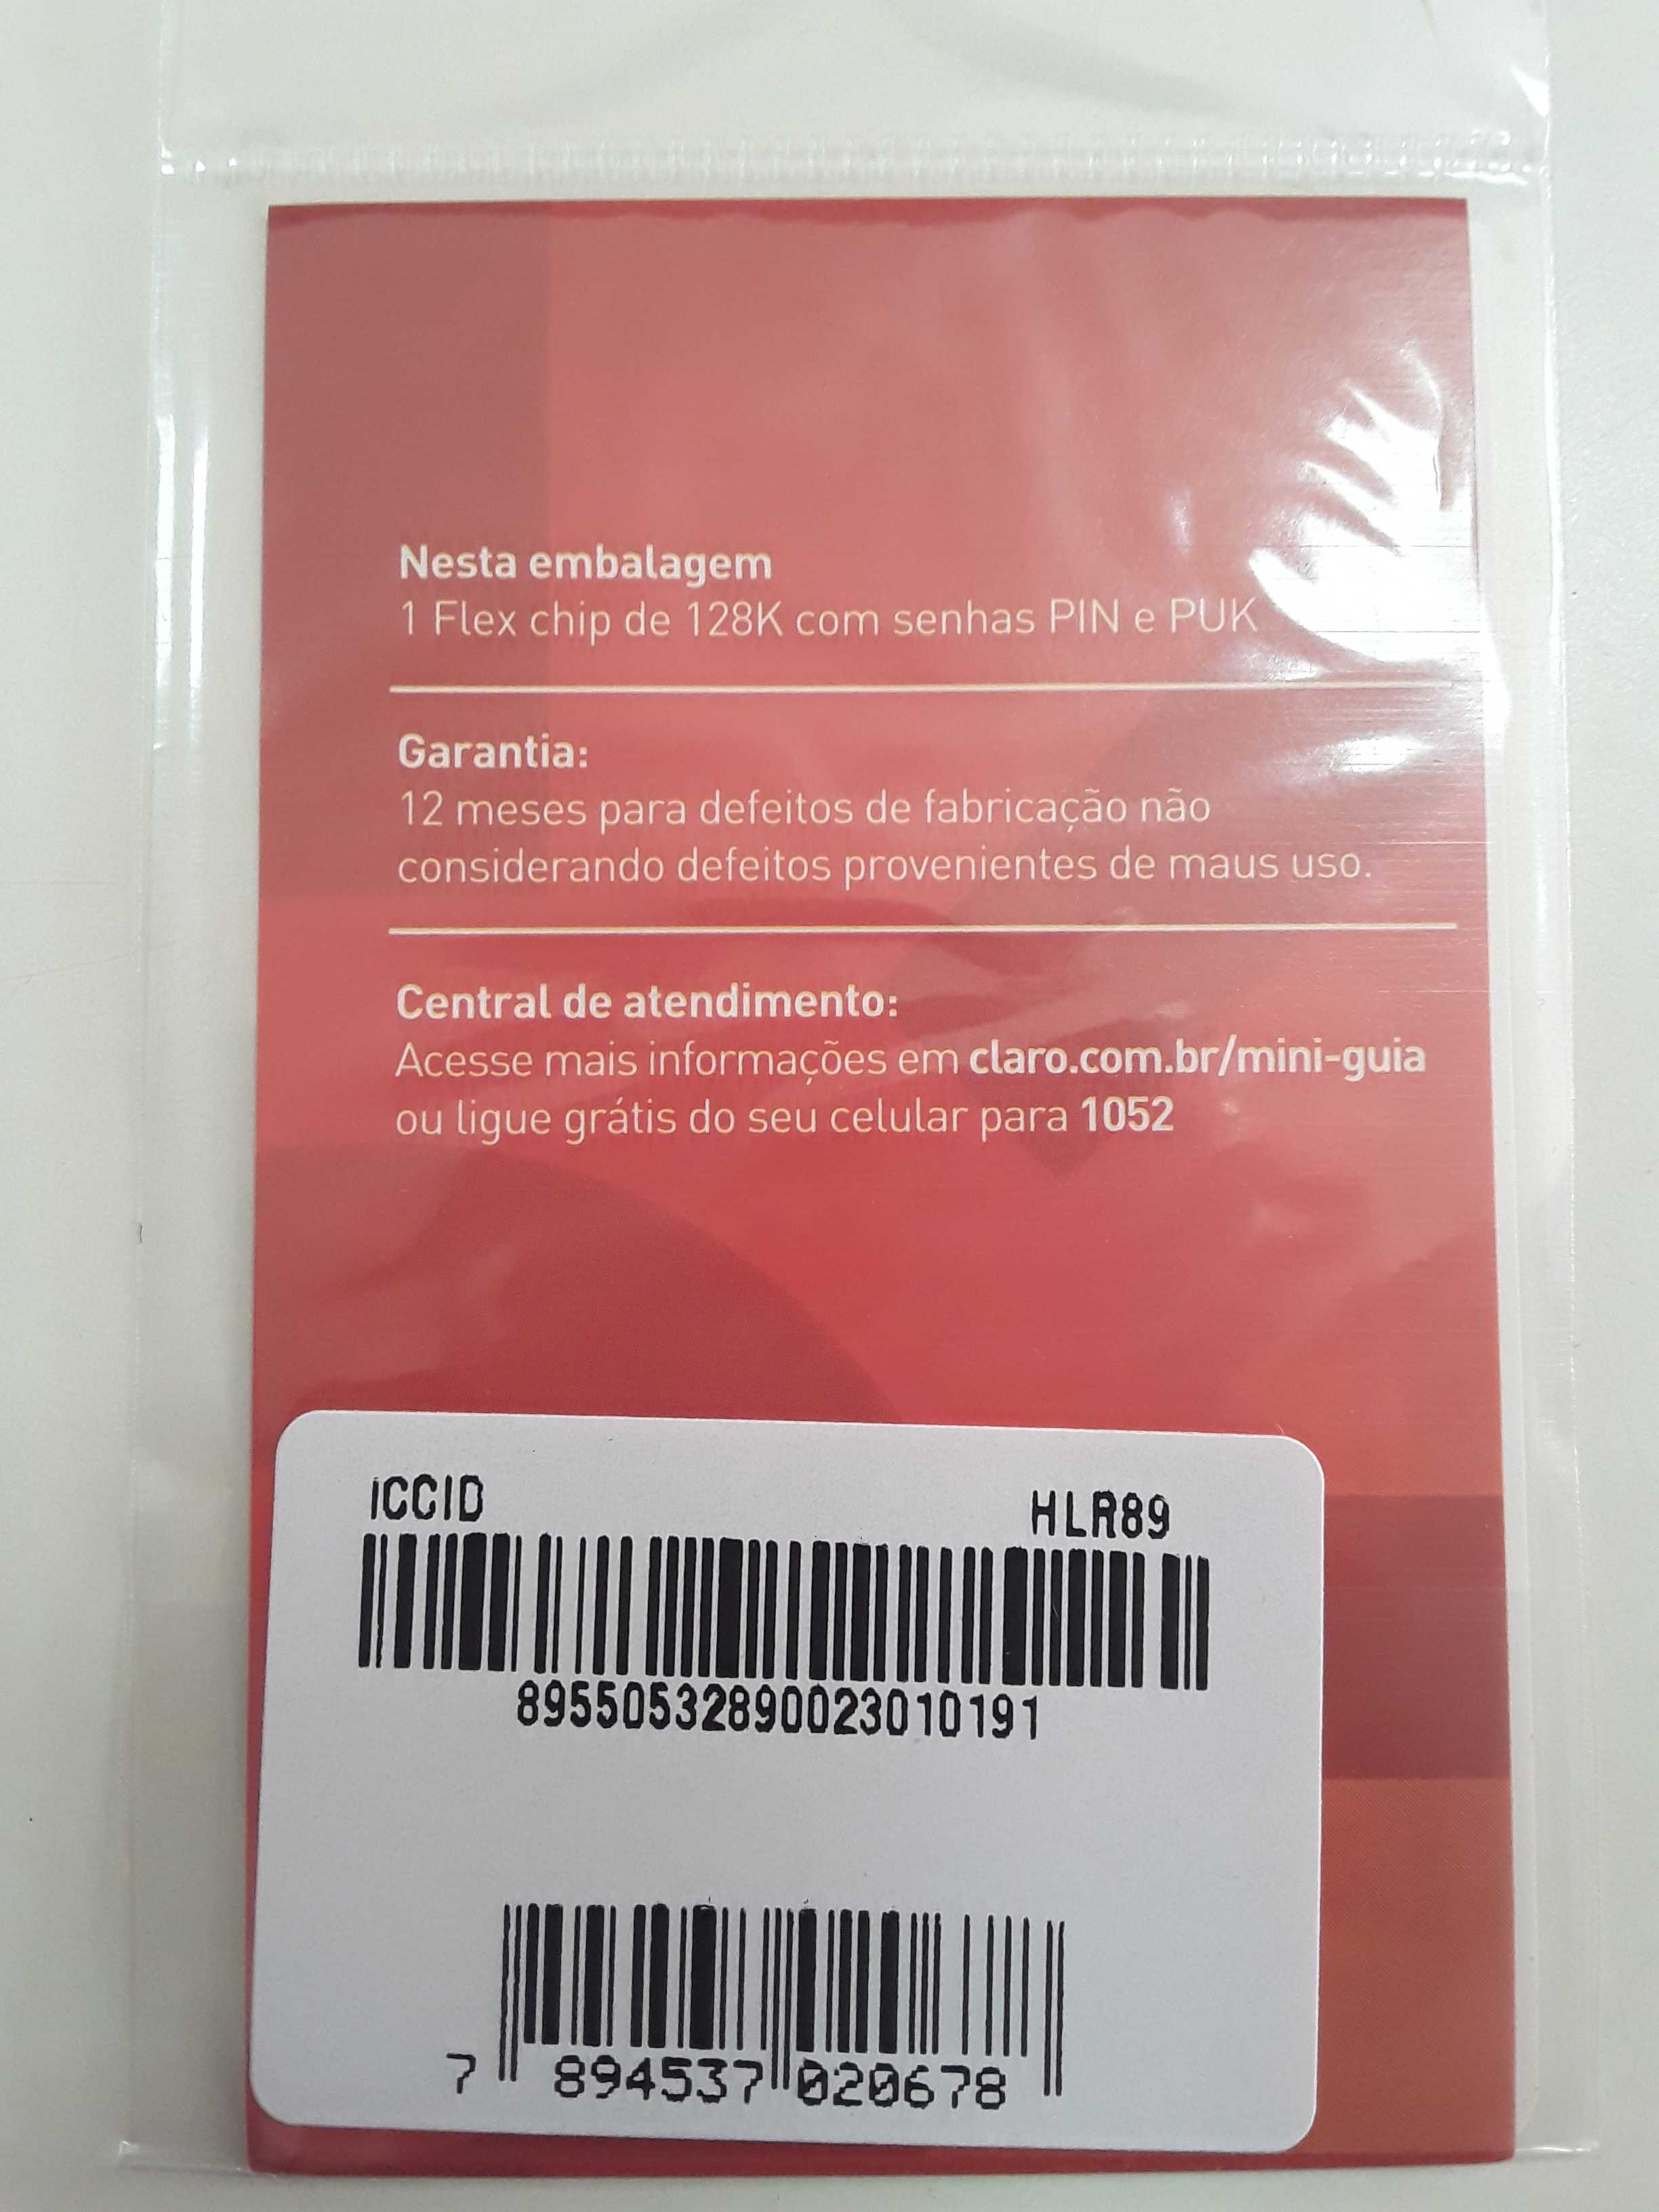 Nesta embalagem
1 Flex chip de 128K com senhas PIN e PUK
Garantia:
12 meses para defeitos de fabricação não
considerando defeitos provenientes de maus uso.
Central de atendimento:
Acesse mais informações em claro.com.br/mini-guia
ou ligue grátis do seu celular para 1052
ICCID HLR89
89550532890023010191
7 894537 020678